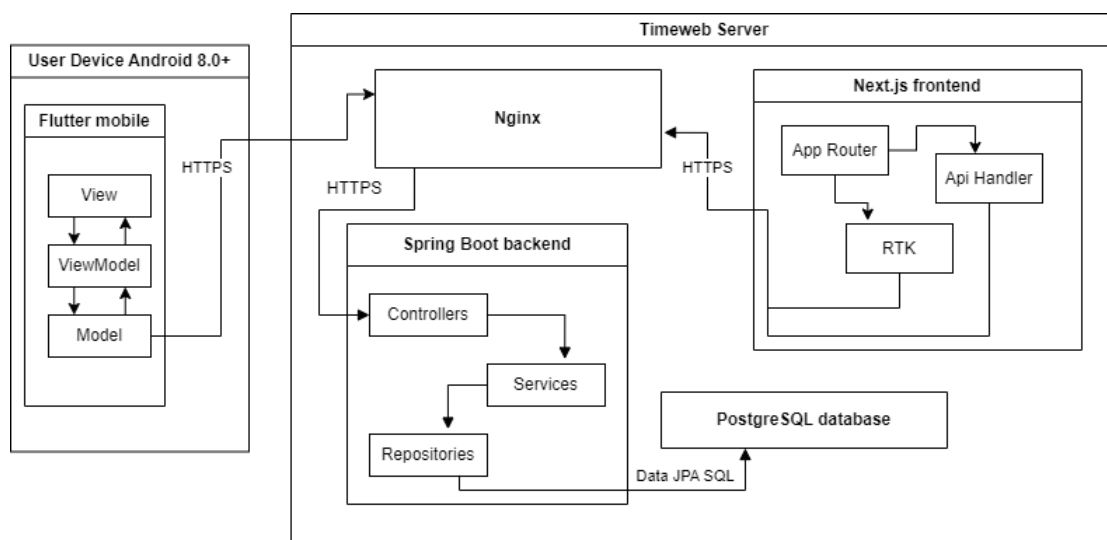 Timeweb Server
User Device Android 8.0+
Flutter mobile
View
ViewModel
Model
HTTPS
Nginx
HTTPS
HTTPS
Next.js frontend
App Router
Api Handler
RTK
Spring Boot backend
Controllers
Services
Repositories
Data JPA SQL
PostgreSQL database